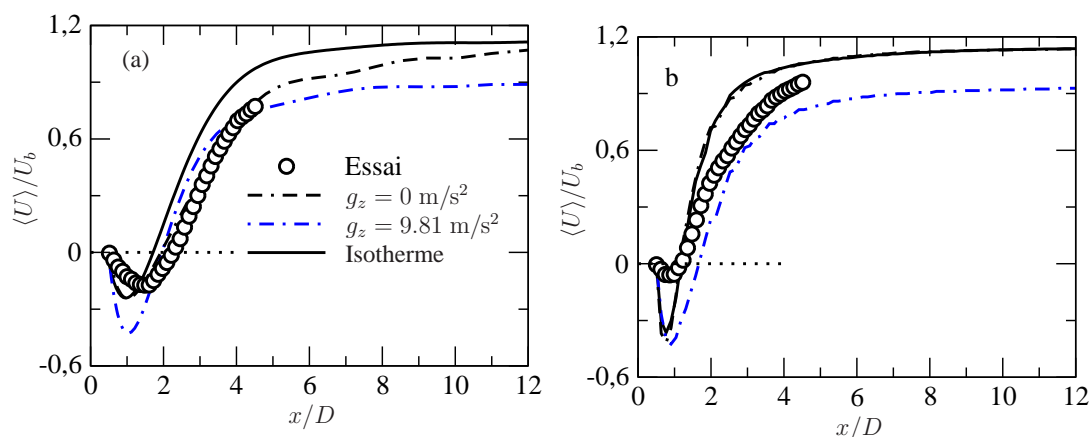 1,2
0,6
0
-0,6
⟨U⟩/U_b
(a)
Essai
g_z = 0 m/s²
g_z = 9.81 m/s²
Isotherme
0 2 4 6 8 10 12
x/D
1,2
0,6
0
-0,6
⟨U⟩/U_b
b
0 2 4 6 8 10 12
x/D